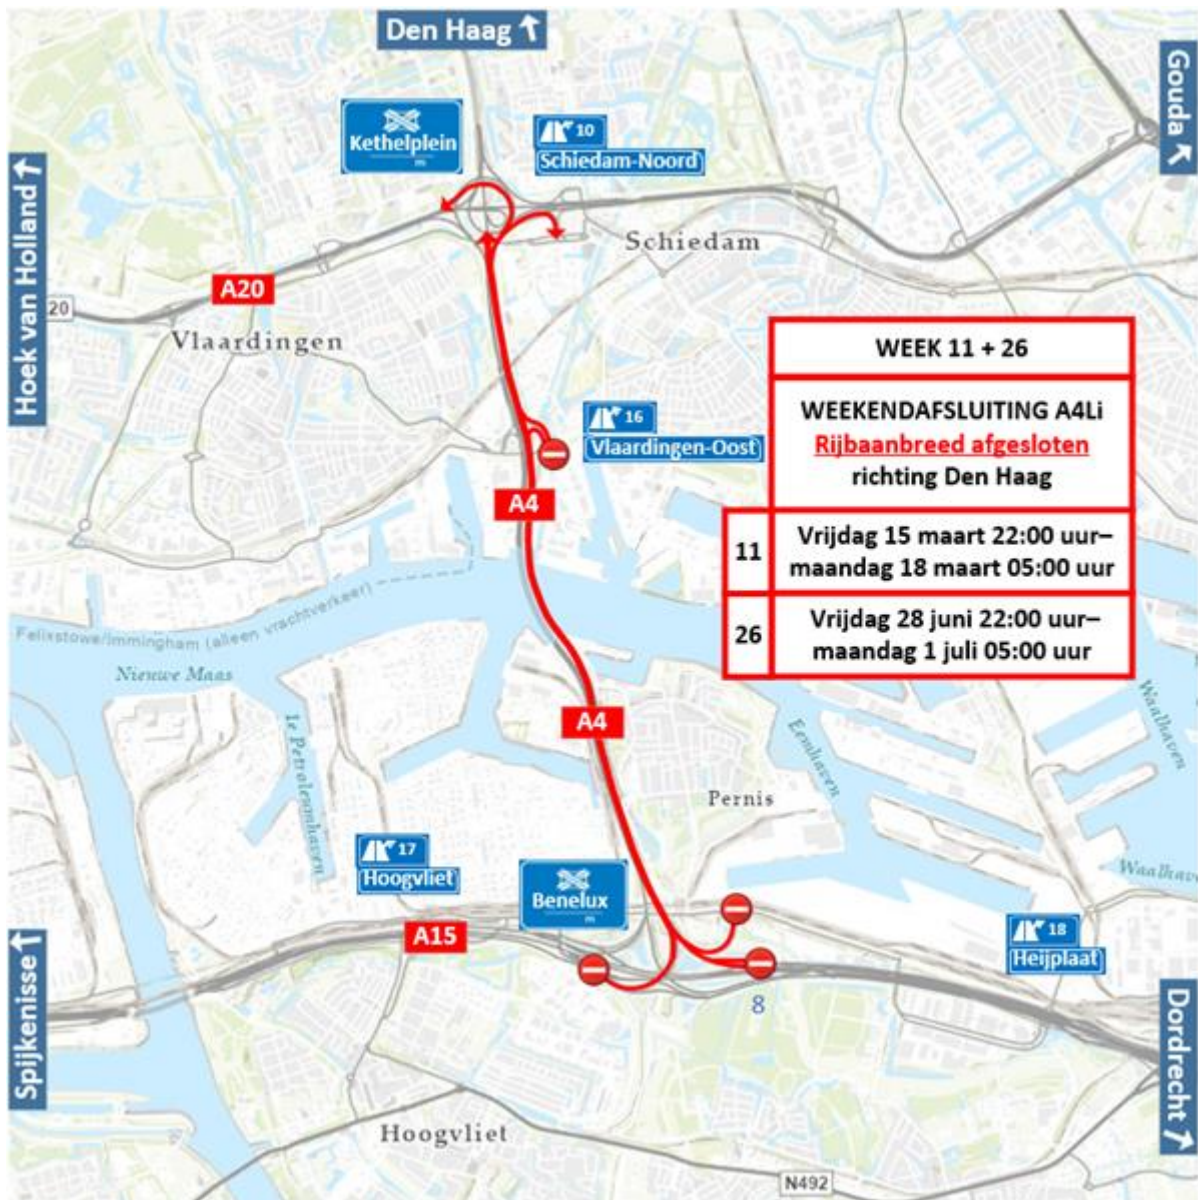 Den Haag
Gouda
Kethelplein
m
10
Schiedam-Noord
Hoek van Holland
Schiedam
A20
20
Vlaardingen
WEEK 11 + 26
WEEKENDAFSLUITING A4Li
Rijbaanbreed afgesloten
richting Den Haag
11
Vrijdag 15 maart 22:00 uur–
maandag 18 maart 05:00 uur
26
Vrijdag 28 juni 22:00 uur–
maandag 1 juli 05:00 uur
16
Vlaardingen-Oost
A4
Felixstowe/Immingham (alleen vrachtverkeer)
Nieuwe Maas
1e Petroleumhaven
A4
Eemhaven
Waalhaven
Pernis
17
Hoogvliet
Benelux
m
Waalhave
A15
18
Heijplaat
8
Spijkenisse
Dordrecht
Hoogvliet
N492